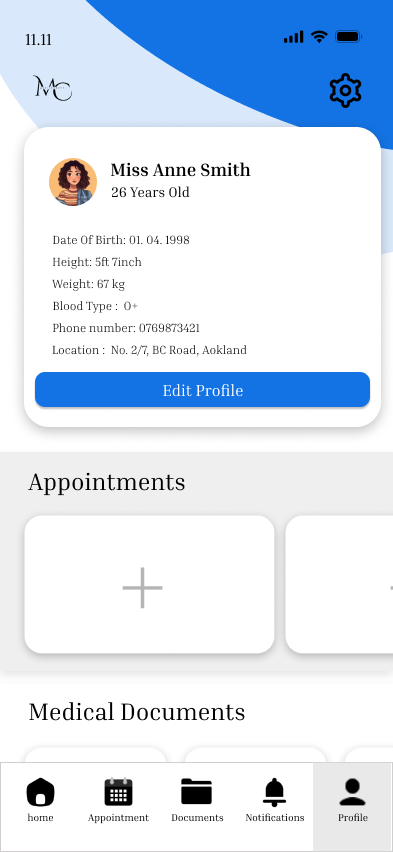 11.11
MC
Miss Anne Smith
26 Years Old
Date Of Birth: 01. 04. 1998
Height: 5ft 7inch
Weight: 67 kg
Blood Type :  O+
Phone number: 0769873421
Location :  No. 2/7, BC Road, Aokland
Edit Profile
Appointments
Medical Documents
home
Appointment
Documents
Notifications
Profile